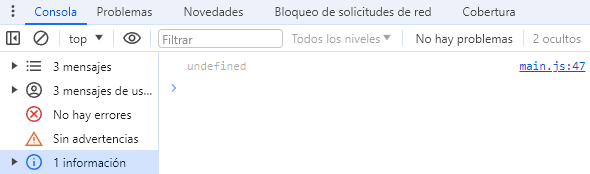 Consola Problemas Novedades Bloqueo de solicitudes de red Cobertura
top Filtrar Todos los niveles No hay problemas 2 ocultos
3 mensajes undefined main.js:47
3 mensajes de us...
No hay errores
Sin advertencias
1 información